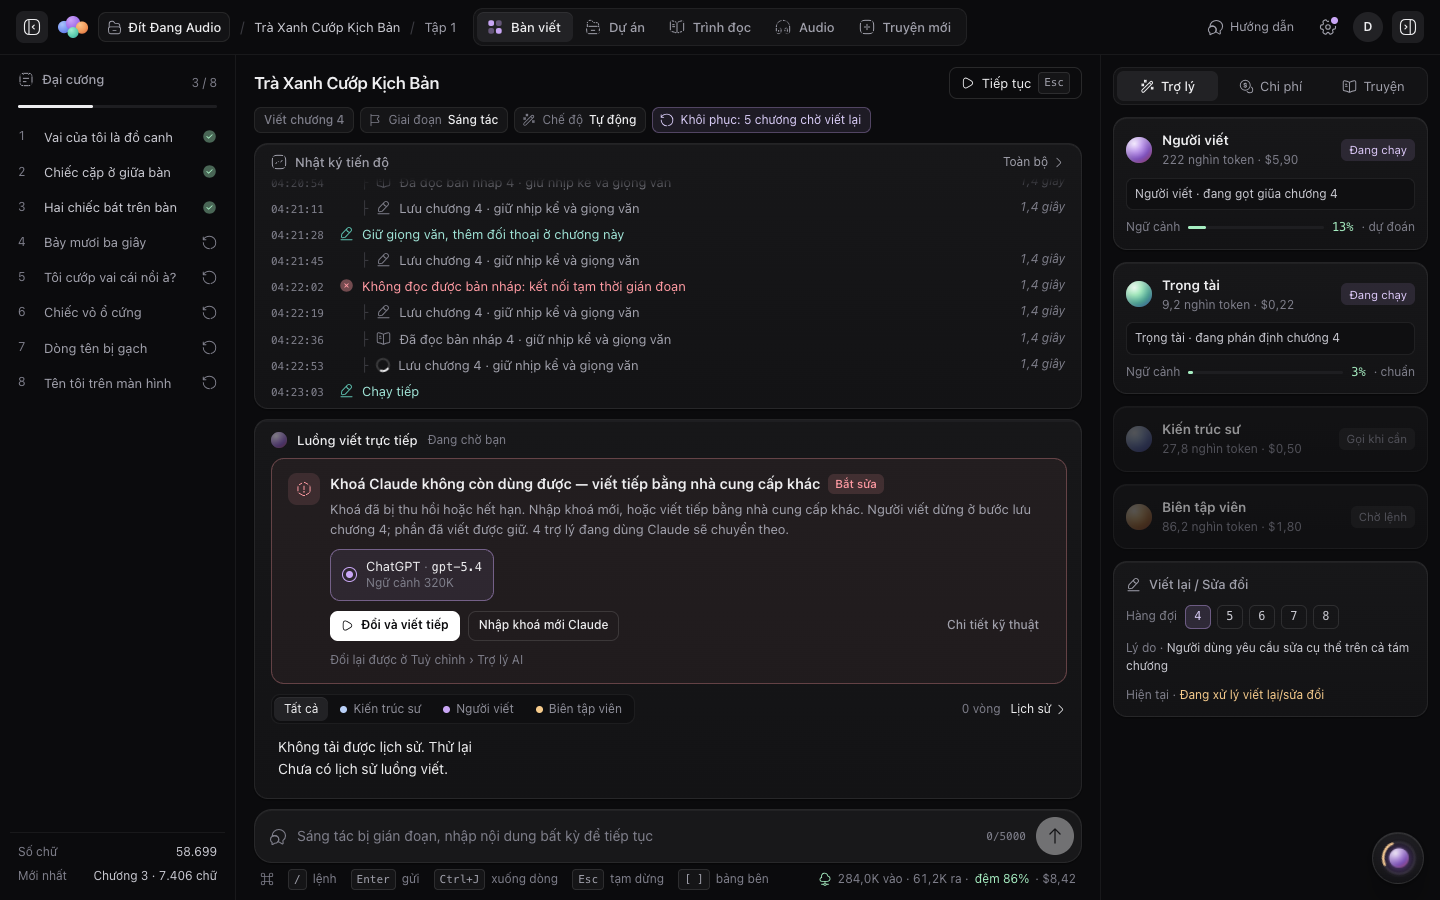 Đít Đang Audio / Trà Xanh Cướp Kịch Bản / Tập 1
Bàn viết
Dự án
Trình đọc
Audio
Truyện mới
Hướng dẫn
D
Đại cương
3 / 8
1 Vai của tôi là đồ canh
2 Chiếc cặp ở giữa bàn
3 Hai chiếc bát trên bàn
4 Bảy mươi ba giây
5 Tôi cướp vai cái nồi à?
6 Chiếc vỏ ổ cứng
7 Dòng tên bị gạch
8 Tên tôi trên màn hình
Số chữ 58.699
Mới nhất Chương 3 · 7.406 chữ
Trà Xanh Cướp Kịch Bản
Tiếp tục Esc
Viết chương 4
Giai đoạn Sáng tác
Chế độ Tự động
Khôi phục: 5 chương chờ viết lại
Nhật ký tiến độ
Toàn bộ
04:20:54 Đã đọc bản nháp 4 · giữ nhịp kể và giọng văn 1,4 giây
04:21:11 Lưu chương 4 · giữ nhịp kể và giọng văn 1,4 giây
04:21:28 Giữ giọng văn, thêm đối thoại ở chương này
04:21:45 Lưu chương 4 · giữ nhịp kể và giọng văn 1,4 giây
04:22:02 Không đọc được bản nháp: kết nối tạm thời gián đoạn 1,4 giây
04:22:19 Lưu chương 4 · giữ nhịp kể và giọng văn 1,4 giây
04:22:36 Đã đọc bản nháp 4 · giữ nhịp kể và giọng văn 1,4 giây
04:22:53 Lưu chương 4 · giữ nhịp kể và giọng văn 1,4 giây
04:23:03 Chạy tiếp
Luồng viết trực tiếp Đang chờ bạn
Khoá Claude không còn dùng được — viết tiếp bằng nhà cung cấp khác Bắt sửa
Khoá đã bị thu hồi hoặc hết hạn. Nhập khoá mới, hoặc viết tiếp bằng nhà cung cấp khác. Người viết dừng ở bước lưu
chương 4; phần đã viết được giữ. 4 trợ lý đang dùng Claude sẽ chuyển theo.
ChatGPT · gpt-5.4
Ngữ cảnh 320K
Đổi và viết tiếp
Nhập khoá mới Claude
Chi tiết kỹ thuật
Đổi lại được ở Tuỳ chỉnh › Trợ lý AI
Tất cả
Kiến trúc sư
Người viết
Biên tập viên
0 vòng Lịch sử
Không tải được lịch sử. Thử lại
Chưa có lịch sử luồng viết.
Sáng tác bị gián đoạn, nhập nội dung bất kỳ để tiếp tục
0/5000
/ lệnh Enter gửi Ctrl+J xuống dòng Esc tạm dừng [ ] bảng bên
284,0K vào · 61,2K ra · đệm 86% · $8,42
Trợ lý
Chi phí
Truyện
Người viết
222 nghìn token · $5,90
Đang chạy
Người viết · đang gọt giũa chương 4
Ngữ cảnh 13% · dự đoán
Trọng tài
9,2 nghìn token · $0,22
Đang chạy
Trọng tài · đang phán định chương 4
Ngữ cảnh 3% · chuẩn
Kiến trúc sư
27,8 nghìn token · $0,50
Gọi khi cần
Biên tập viên
86,2 nghìn token · $1,80
Chờ lệnh
Viết lại / Sửa đổi
Hàng đợi 4 5 6 7 8
Lý do · Người dùng yêu cầu sửa cụ thể trên cả tám
chương
Hiện tại · Đang xử lý viết lại/sửa đổi